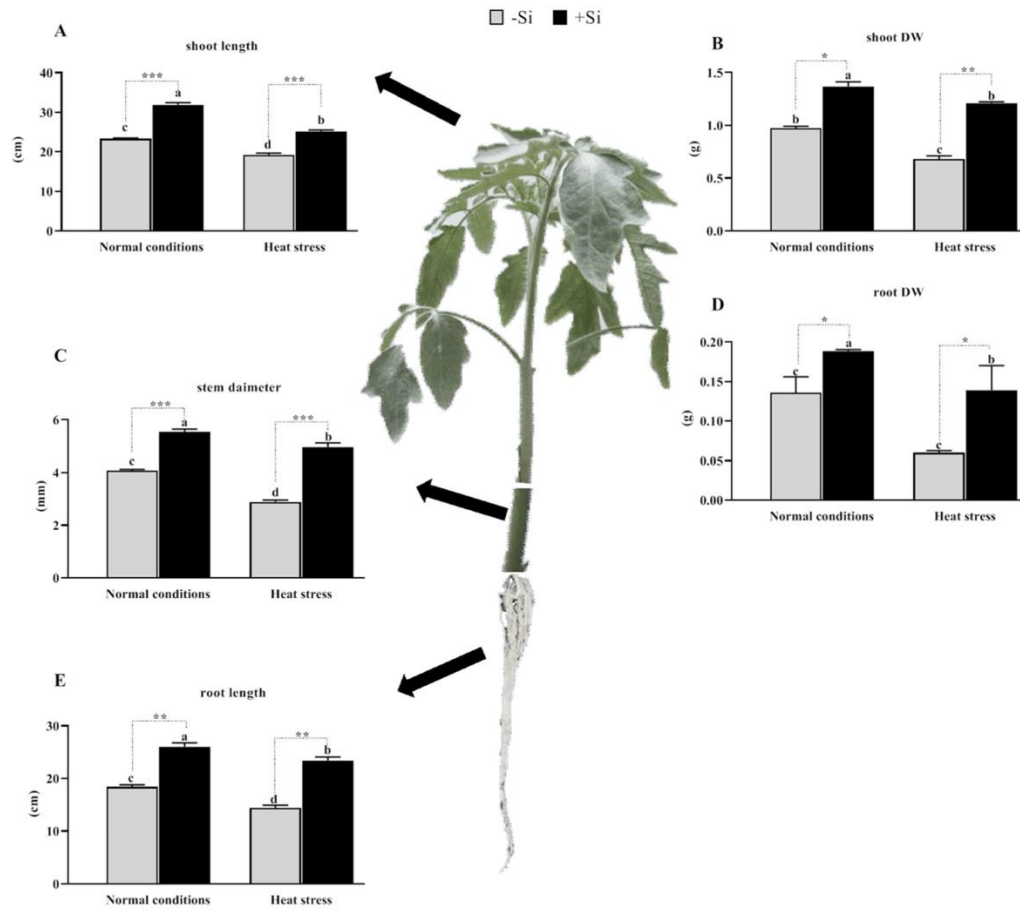 -Si +Si
A
shoot length
40
30
20
10
0
(cm)
***
***
c
a
d
b
Normal conditions Heat stress
B
shoot DW
1.5
1.0
0.5
0.0
(g)
*
**
b
a
c
b
Normal conditions Heat stress
C
stem daimeter
6
4
2
0
(mm)
***
***
c
a
d
b
Normal conditions Heat stress
D
root DW
0.20
0.15
0.10
0.05
0.00
(g)
*
*
c
a
c
b
Normal conditions Heat stress
E
root length
30
20
10
0
(cm)
**
**
c
a
d
b
Normal conditions Heat stress